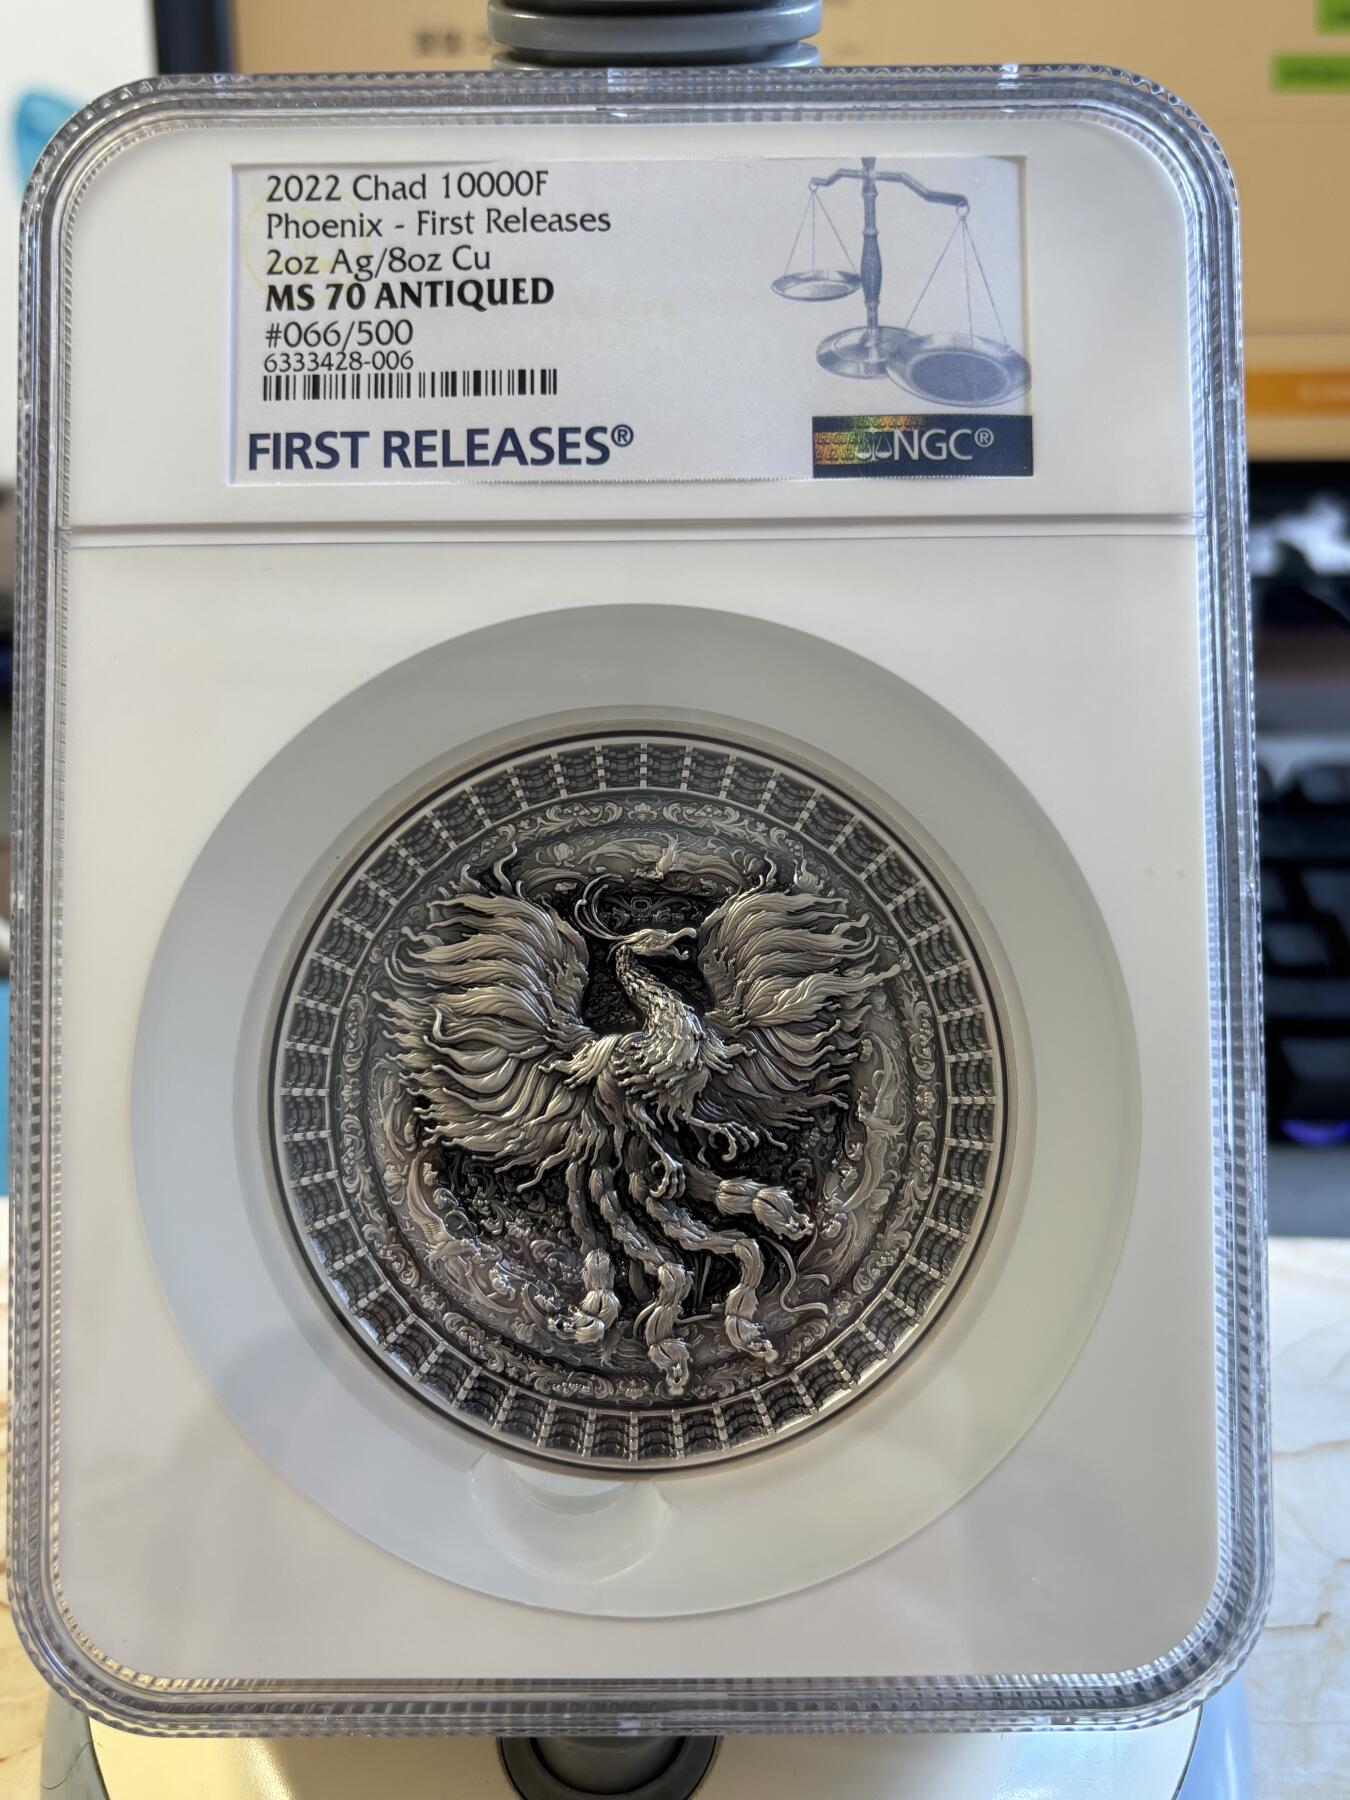 2022 Chad 10000F
Phoenix - First Releases
2oz Ag/8oz Cu
MS 70 ANTIQUED
#066/500
6333428-006
FIRST RELEASES®
NGC®